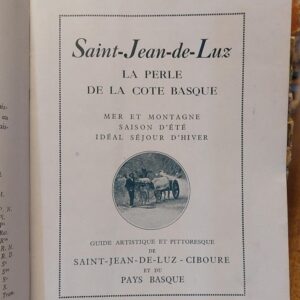 Saint-Jean-de-Luz
LA PERLE
DE LA COTE BASQUE
MER ET MONTAGNE
SAISON D'ÉTÉ
IDÉAL SÉJOUR D'HIVER
GUIDE ARTISTIQUE ET PITTORESQUE
DE
SAINT-JEAN-DE-LUZ - CIBOURE
ET DU
PAYS BASQUE